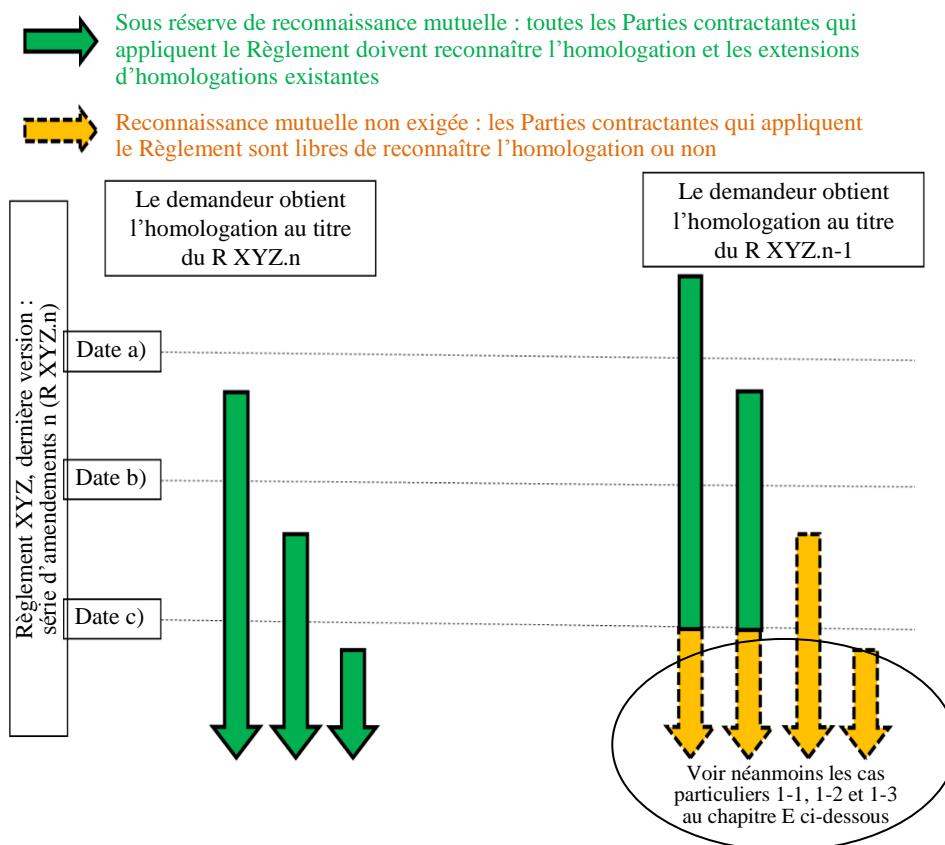 Sous réserve de reconnaissance mutuelle : toutes les Parties contractantes qui
appliquent le Règlement doivent reconnaître l’homologation et les extensions
d’homologations existantes
Reconnaissance mutuelle non exigée : les Parties contractantes qui appliquent
le Règlement sont libres de reconnaître l’homologation ou non
Le demandeur obtient
l’homologation au titre
du R XYZ.n
Le demandeur obtient
l’homologation au titre
du R XYZ.n-1
Règlement XYZ, dernière version :
série d’amendements n (R XYZ.n)
Date a)
Date b)
Date c)
Voir néanmoins les cas
particuliers 1-1, 1-2 et 1-3
au chapitre E ci-dessous